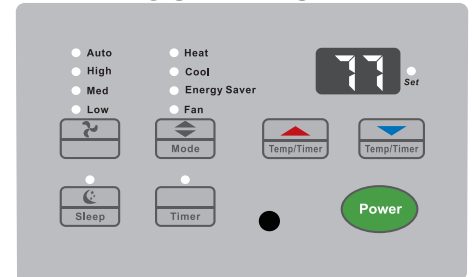 Auto
High
Med
Low
Heat
Cool
Energy Saver
Fan
77
Set
Mode
Temp/Timer
Temp/Timer
Sleep
Timer
Power